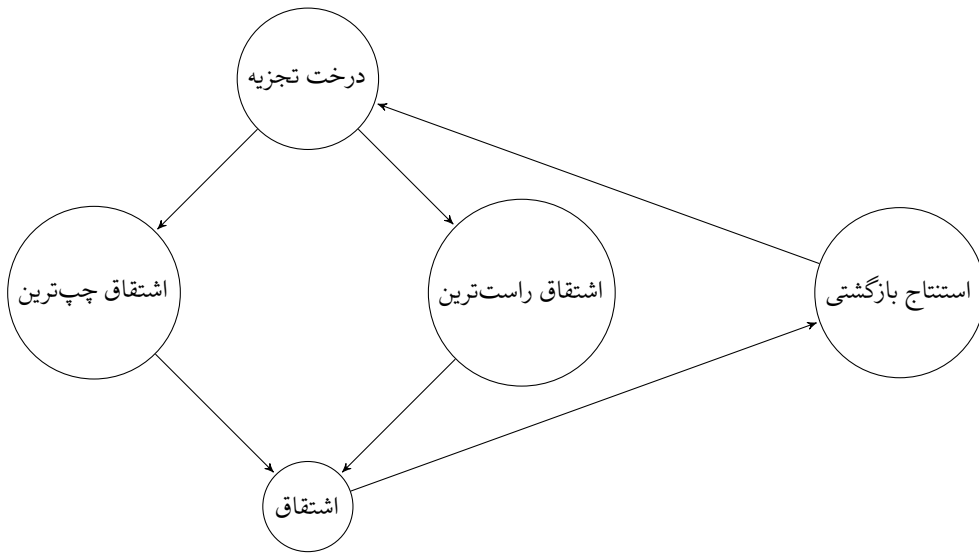 درخت تجزیه
اشتقاق چپ‌ترین
اشتقاق راست‌ترین
استنتاج بازگشتی
اشتقاق